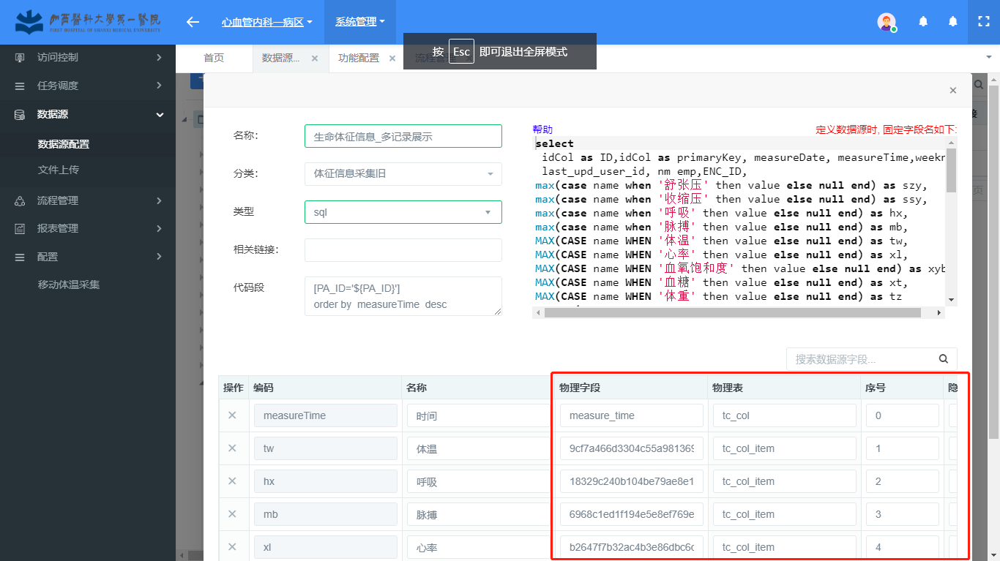 山西醫科大學第一醫院
FIRST HOSPITAL OF SHANXI MEDICAL UNIVERSITY
心血管内科一病区
系统管理
按 Esc 即可退出全屏模式
访问控制
任务调度
数据源
数据源配置
文件上传
流程管理
报表管理
配置
移动体温采集
首页
数据源...
功能配置
流程管理
名称:
生命体征信息_多记录展示
分类:
体征信息采集旧
类型
sql
相关链接:
代码段
[PA_ID='${PA_ID}']
order by measureTime desc
帮助
定义数据源时, 固定字段名如下:
select
idCol as ID,idCol as primaryKey, measureDate, measureTime,weekn
last_upd_user_id, nm emp,ENC_ID,
max(case name when '舒张压' then value else null end) as szy,
max(case name when '收缩压' then value else null end) as ssy,
max(case name when '呼吸' then value else null end) as hx,
max(case name when '脉搏' then value else null end) as mb,
MAX(CASE name WHEN '体温' then value else null end) as tw,
MAX(CASE name WHEN '心率' then value else null end) as xl,
MAX(CASE name WHEN '血氧饱和度' then value else null end) as xyb
MAX(CASE name WHEN '血糖' then value else null end) as xt,
MAX(CASE name WHEN '体重' then value else null end) as tz
搜索数据源字段...
操作 编码 名称 物理字段 物理表 序号 隐
measureTime 时间 measure_time tc_col 0
tw 体温 9cf7a466d3304c55a981369 tc_col_item 1
hx 呼吸 18329c240b104be79ae8e1 tc_col_item 2
mb 脉搏 6968c1ed1f194e5e8ef769e tc_col_item 3
xl 心率 b2647f7b32ac4b3e86dbc6c tc_col_item 4